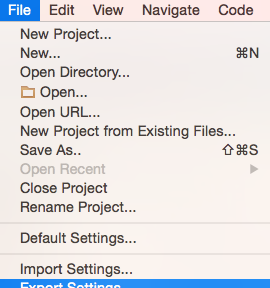 File Edit View Navigate Code
New Project...
New... ⌘N
Open Directory...
Open...
Open URL...
New Project from Existing Files...
Save As.. ⇧⌘S
Open Recent ▶
Close Project
Rename Project...
Default Settings...
Import Settings...
Export Settings